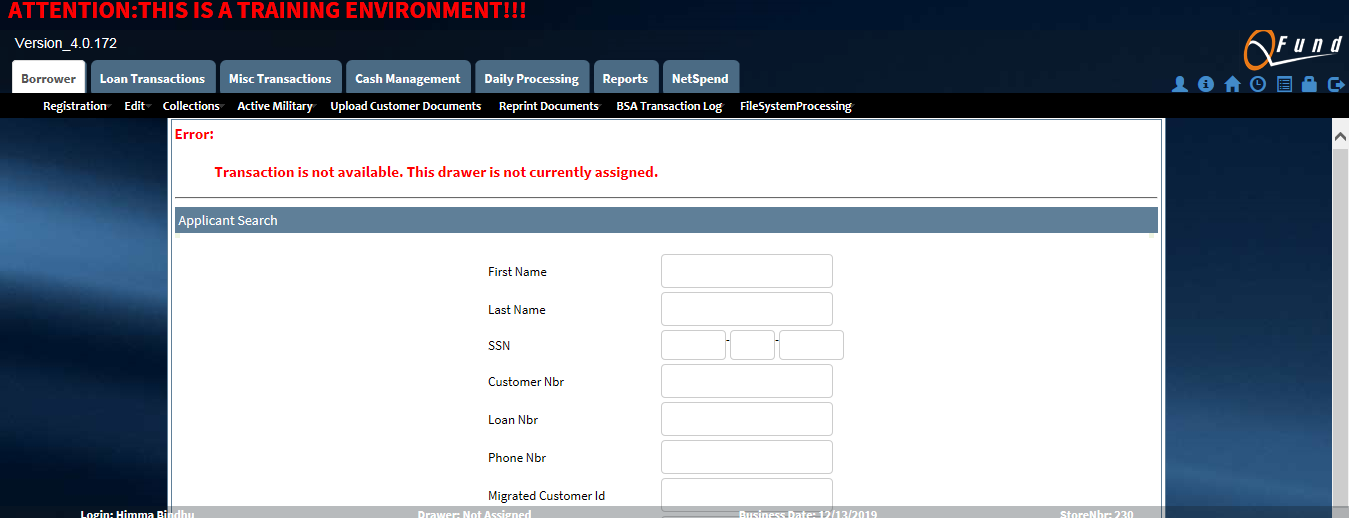 ATTENTION:THIS IS A TRAINING ENVIRONMENT!!!
Version_4.0.172
QFund
Borrower Loan Transactions Misc Transactions Cash Management Daily Processing Reports NetSpend
Registration Edit Collections Active Military Upload Customer Documents Reprint Documents BSA Transaction Log FileSystemProcessing
Error:
Transaction is not available. This drawer is not currently assigned.
Applicant Search
First Name
Last Name
SSN - -
Customer Nbr
Loan Nbr
Phone Nbr
Migrated Customer Id
Login: Himma Bindhu Drawer: Not Assigned Business Date: 12/13/2019 StoreNbr: 230